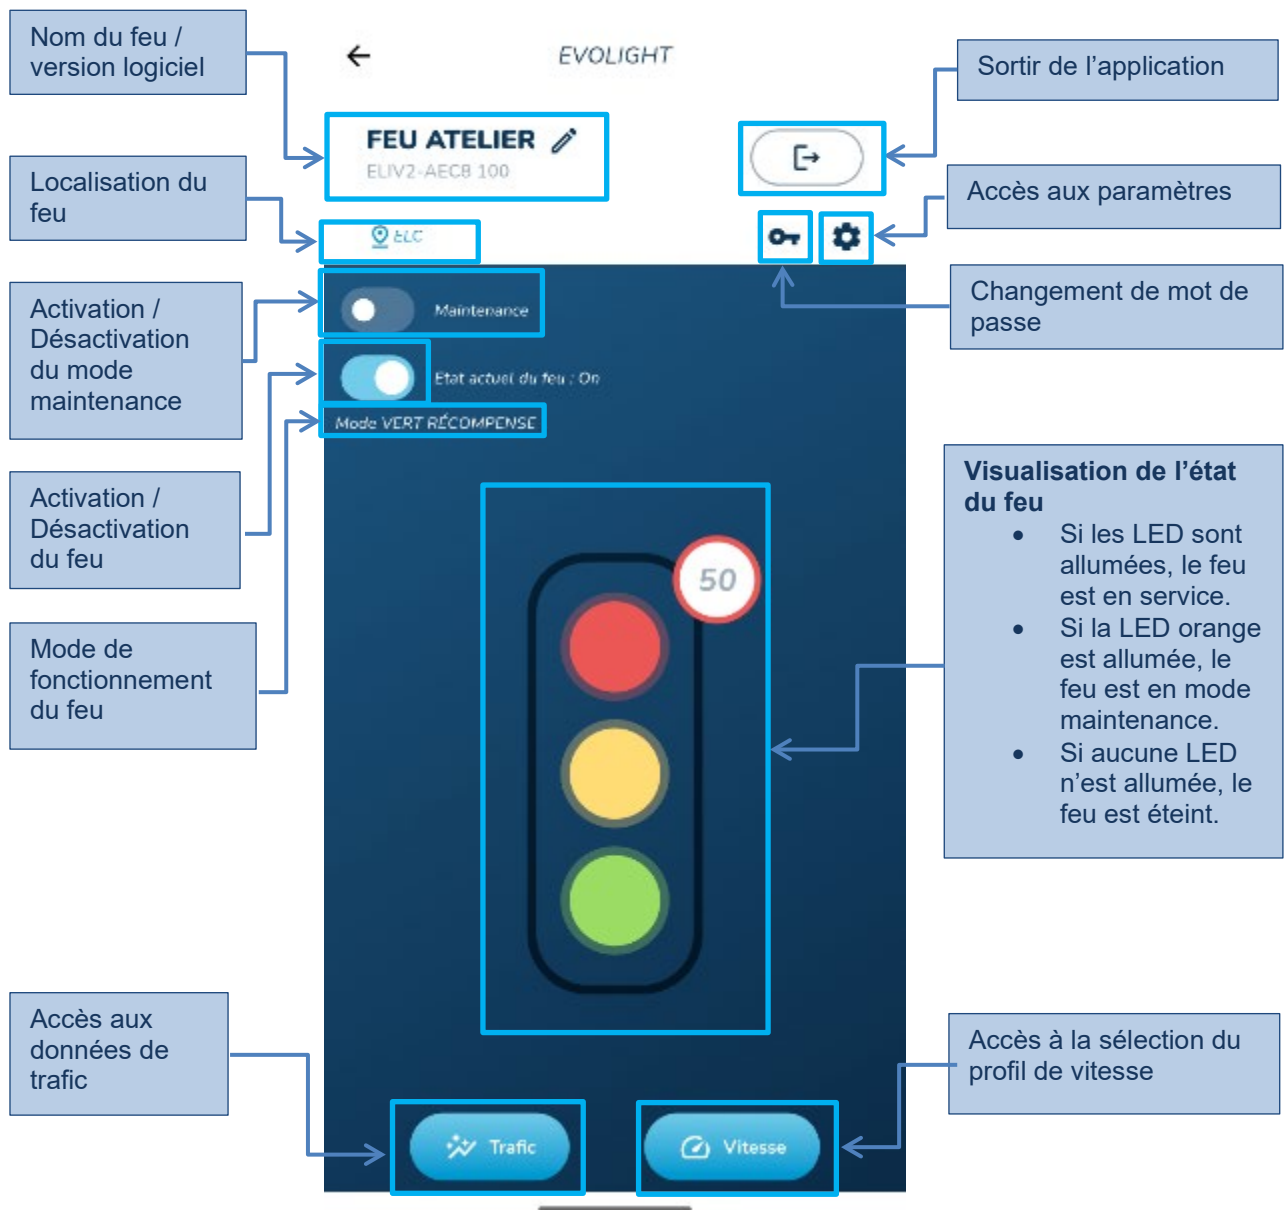 Nom du feu /
version logiciel
EVOLIGHT
Sortir de l’application
FEU ATELIER
ELIV2-AEC8 100
Localisation du
feu
Accès aux paramètres
ELC
Activation /
Désactivation
du mode
maintenance
Maintenance
Changement de mot de
passe
Etat actuel du feu : On
Mode VERT RÉCOMPENSE
Activation /
Désactivation
du feu
Visualisation de l’état
du feu
• Si les LED sont
allumées, le feu
est en service.
• Si la LED orange
est allumée, le
feu est en mode
maintenance.
• Si aucune LED
n’est allumée, le
feu est éteint.
50
Mode de
fonctionnement
du feu
Accès aux
données de
trafic
Accès à la sélection du
profil de vitesse
Trafic
Vitesse